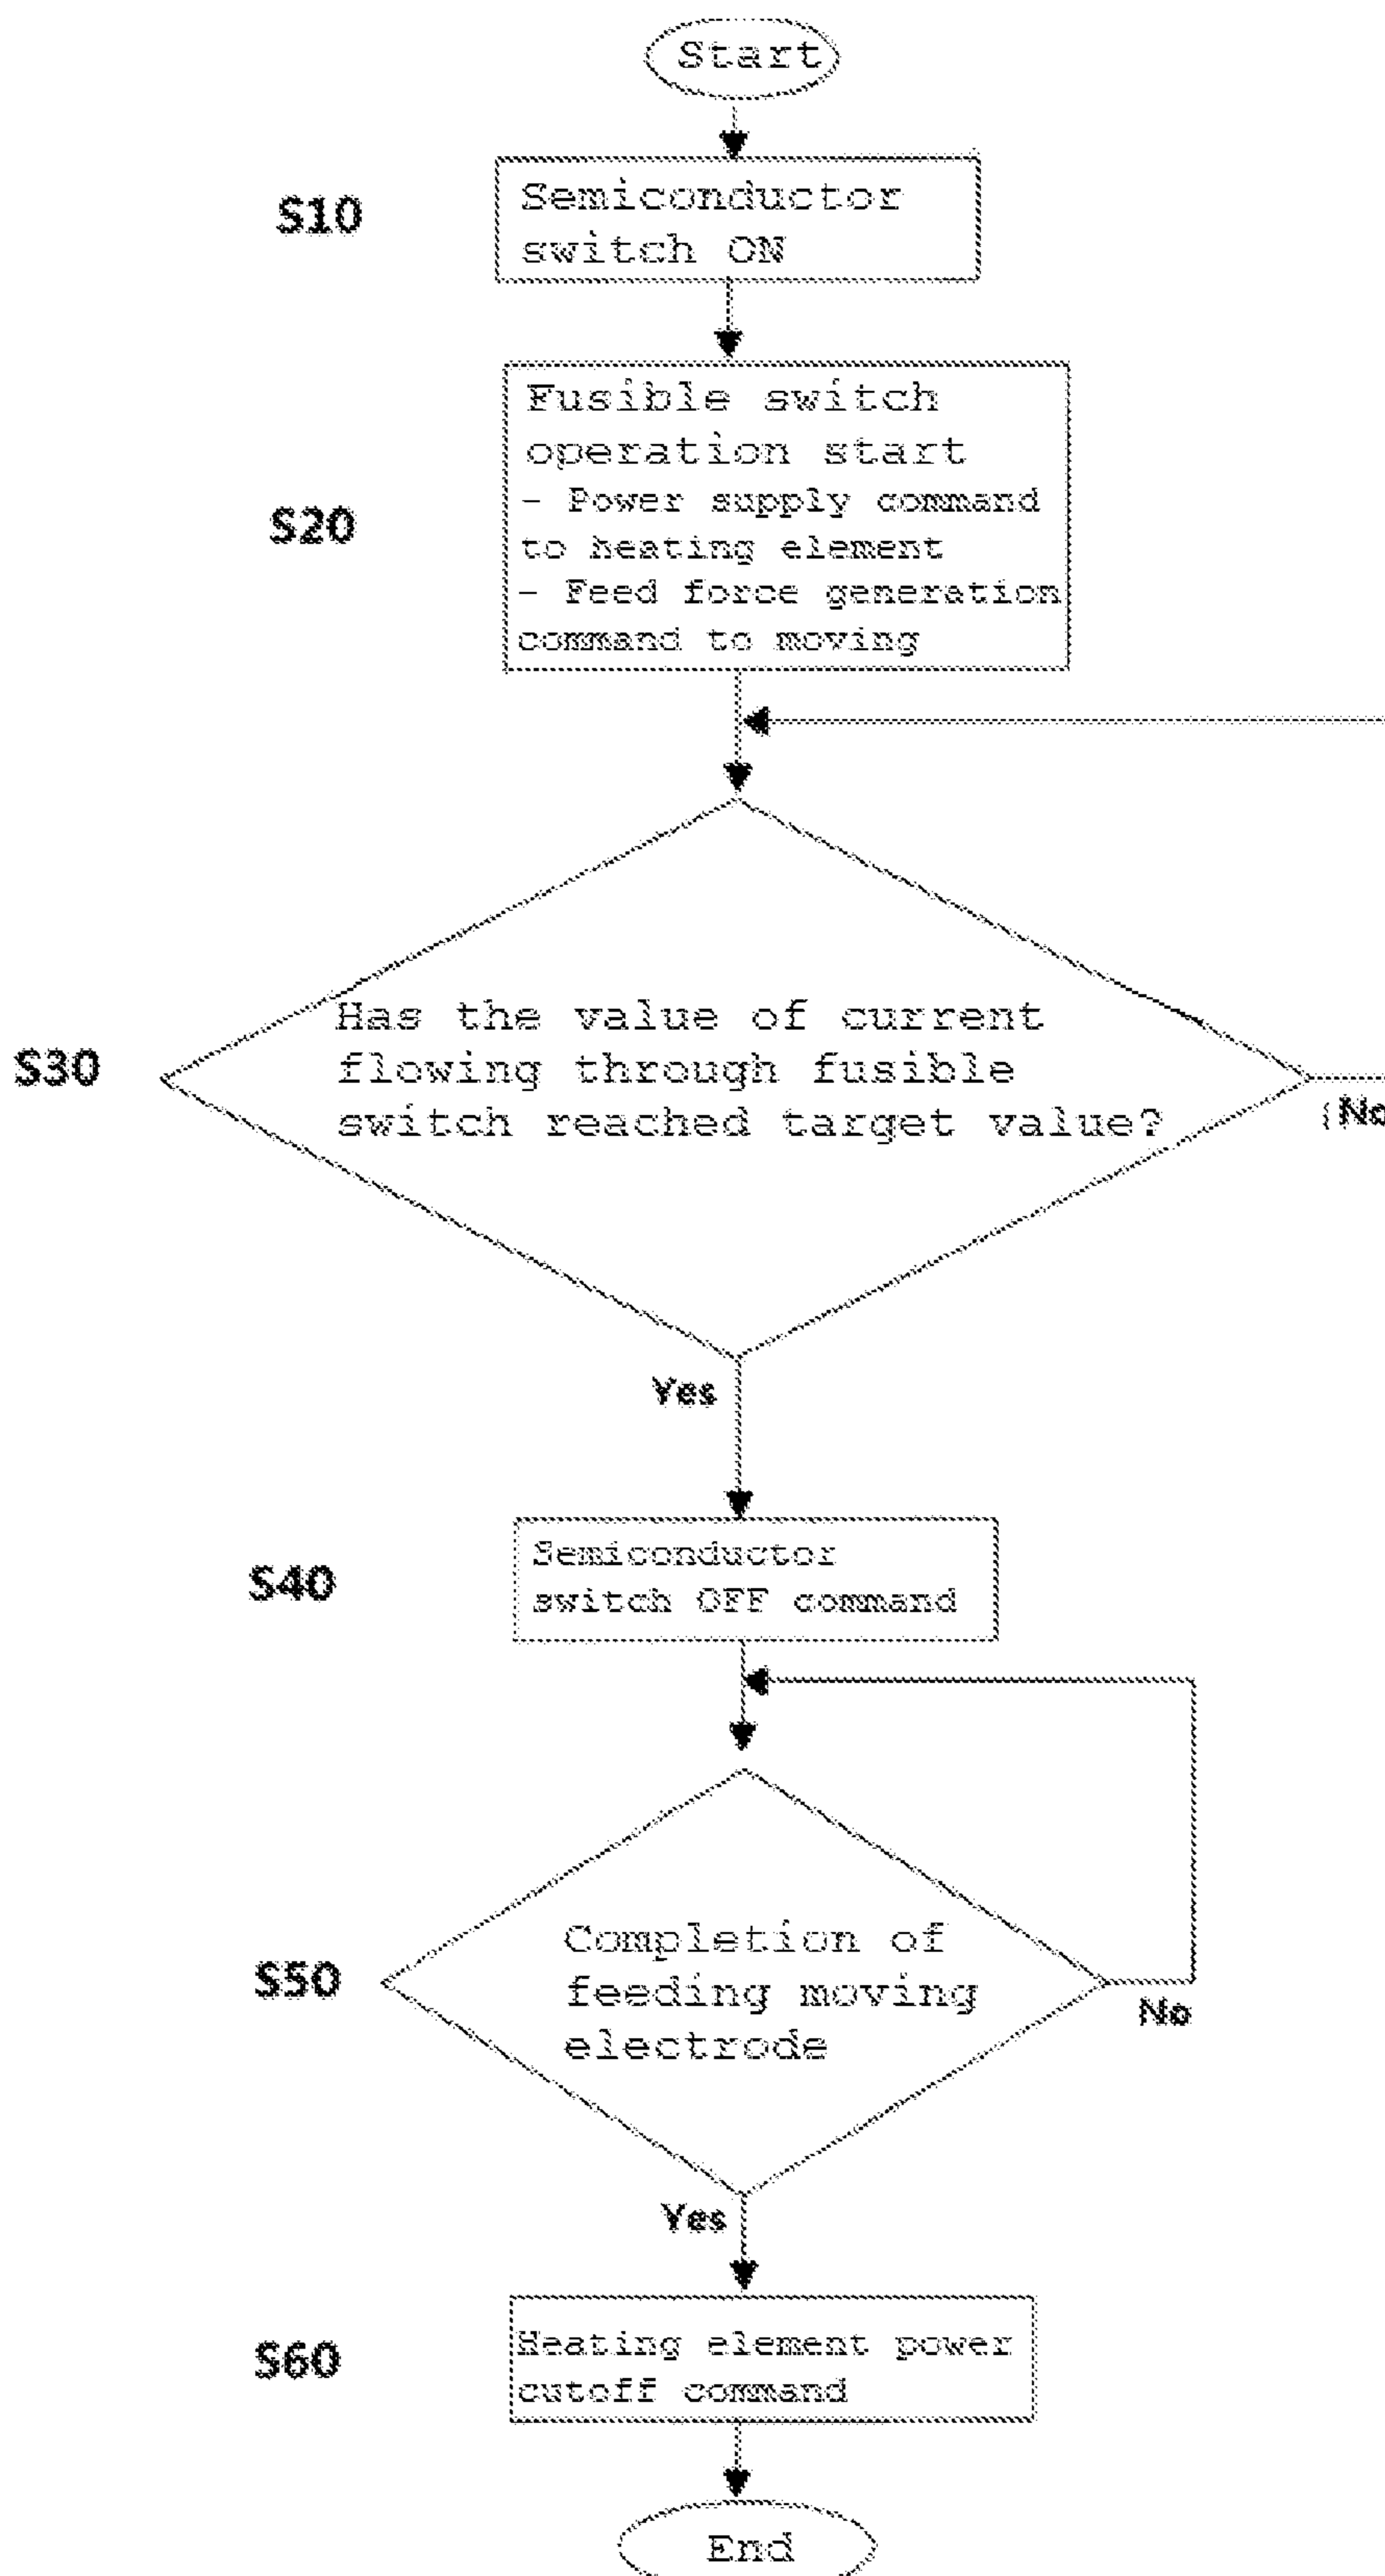 Start
S10
Semiconductor
switch ON
S20
Fusible switch
operation start
- Power supply command
to heating element
- Feed force generation
command to moving
S30
Has the value of current
flowing through fusible
switch reached target value?
No
Yes
S40
Semiconductor
switch OFF command
S50
Completion of
feeding moving
electrode
No
Yes
S60
Heating element power
cutoff command
End